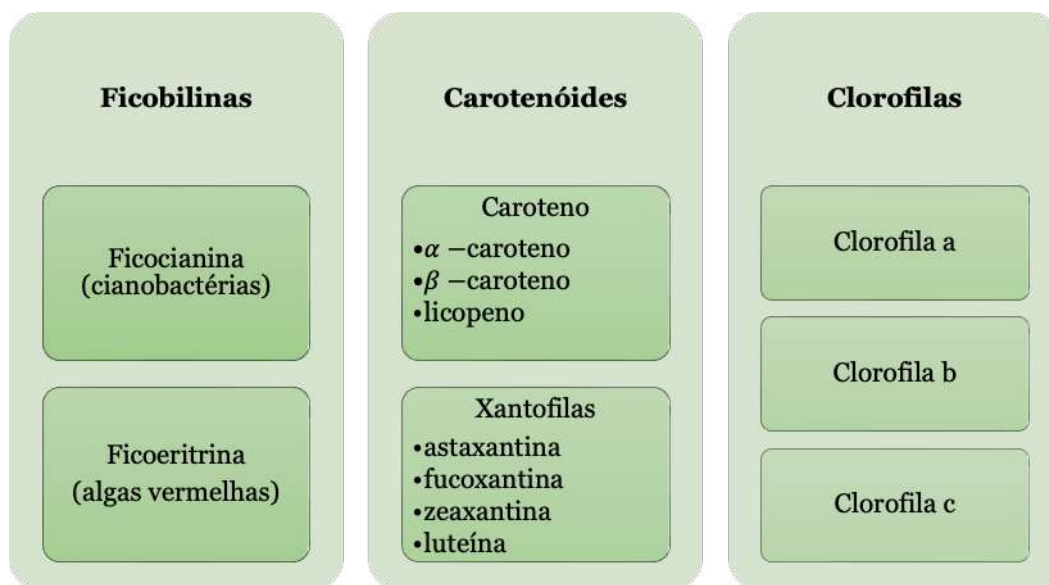 Ficobilinas
Ficocianina
(cianobactérias)
Ficoeritrina
(algas vermelhas)
Carotenóides
Caroteno
•α −caroteno
•β −caroteno
•licopeno
Xantofilas
•astaxantina
•fucoxantina
•zeaxantina
•luteína
Clorofilas
Clorofila a
Clorofila b
Clorofila c